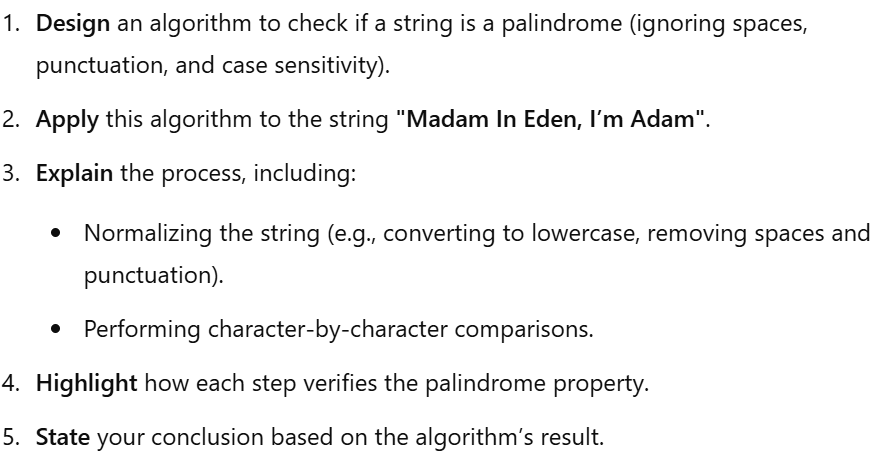 1. Design an algorithm to check if a string is a palindrome (ignoring spaces,
punctuation, and case sensitivity).
2. Apply this algorithm to the string "Madam In Eden, I’m Adam".
3. Explain the process, including:
• Normalizing the string (e.g., converting to lowercase, removing spaces and
punctuation).
• Performing character-by-character comparisons.
4. Highlight how each step verifies the palindrome property.
5. State your conclusion based on the algorithm’s result.